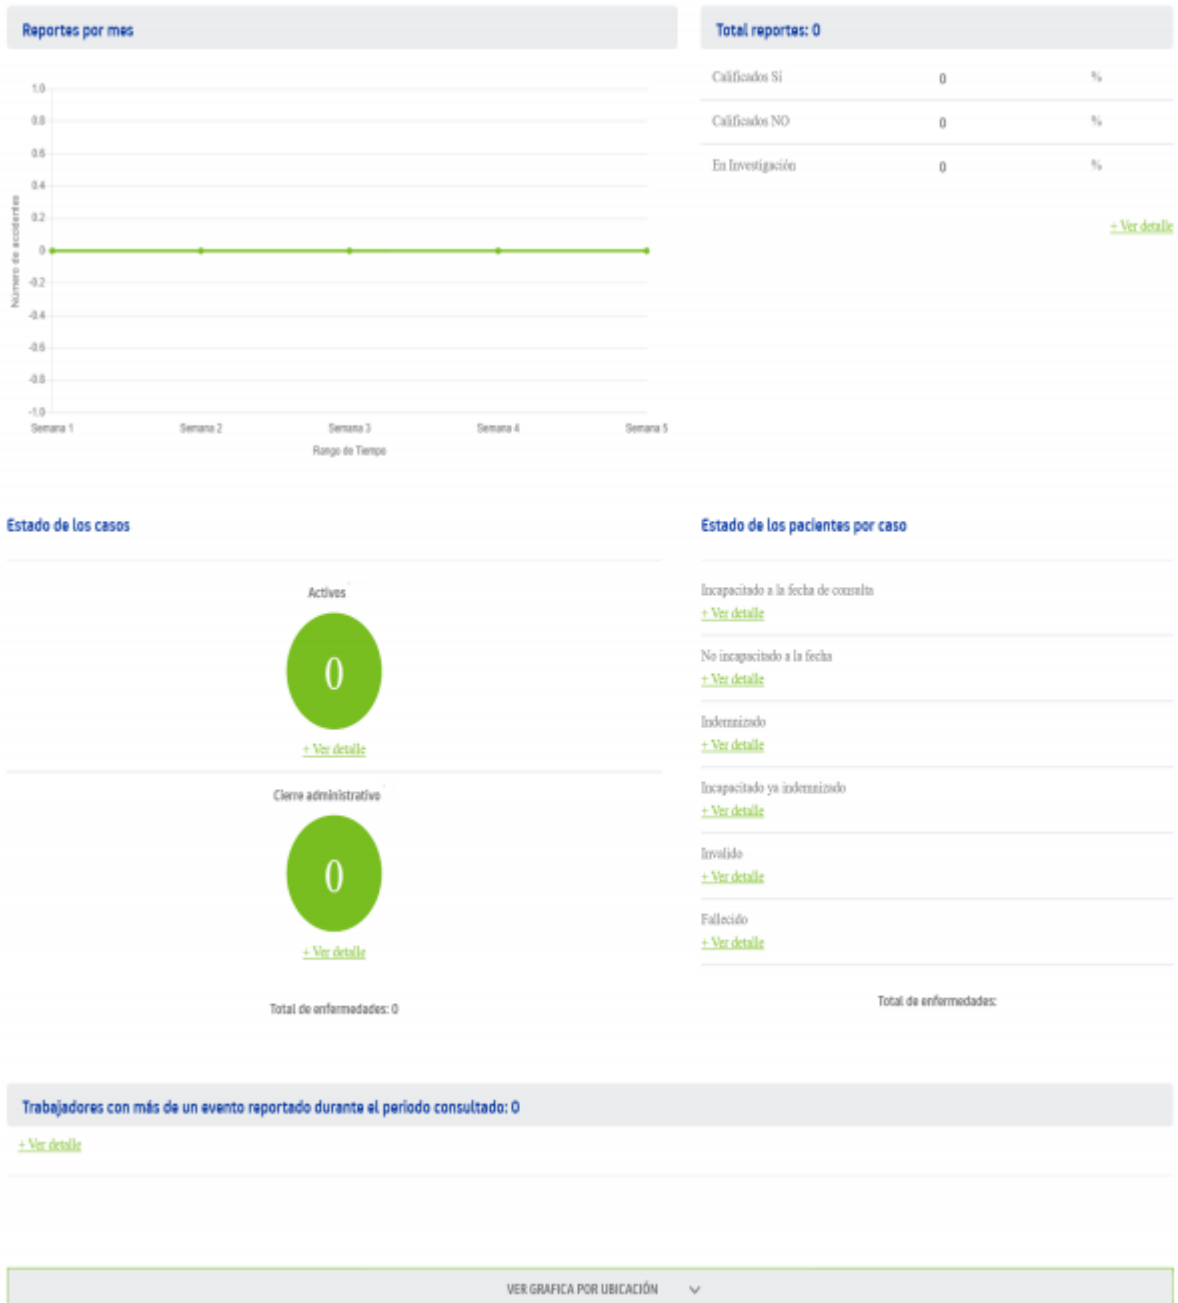 Reportes por mes
Total reportes: 0
Calificados Si 0 %
Calificados NO 0 %
En Investigación 0 %
+ Ver detalle
1.0
0.8
0.6
0.4
0.2
0
-0.2
-0.4
-0.6
-0.8
-1.0
Número de accidentes
Semana 1 Semana 2 Semana 3 Semana 4 Semana 5
Rango de Tiempo
Estado de los casos
Activos
0
+ Ver detalle
Cierre administrativo
0
+ Ver detalle
Total de enfermedades: 0
Estado de los pacientes por caso
Incapacitado a la fecha de consulta
+ Ver detalle
No incapacitado a la fecha
+ Ver detalle
Indemnizado
+ Ver detalle
Incapacitado ya indemnizado
+ Ver detalle
Invalido
+ Ver detalle
Fallecido
+ Ver detalle
Total de enfermedades:
Trabajadores con más de un evento reportado durante el periodo consultado: 0
+ Ver detalle
VER GRAFICA POR UBICACIÓN